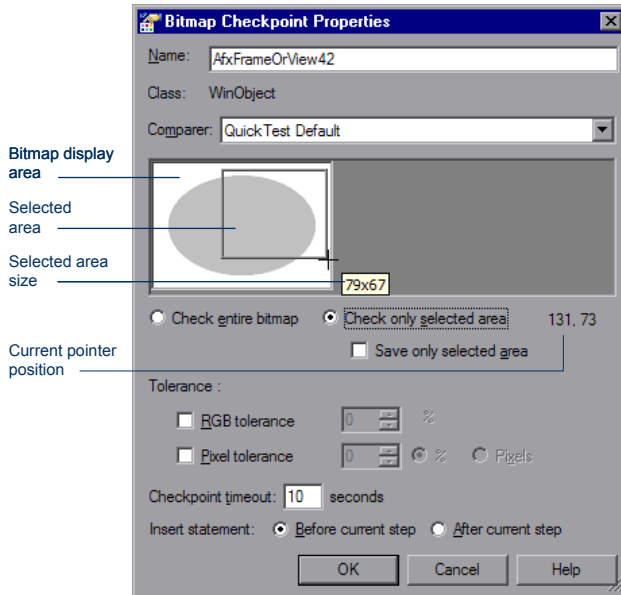 Bitmap Checkpoint Properties
Name: AfxFrameOrView42
Class: WinObject
Comparer: QuickTest Default
Bitmap display area
Selected area
Selected area size
79x67
Check entire bitmap Check only selected area 131, 73
Save only selected area
Current pointer position
Tolerance :
RGB tolerance 0 %
Pixel tolerance 0 % Pixels
Checkpoint timeout: 10 seconds
Insert statement: Before current step After current step
OK Cancel Help